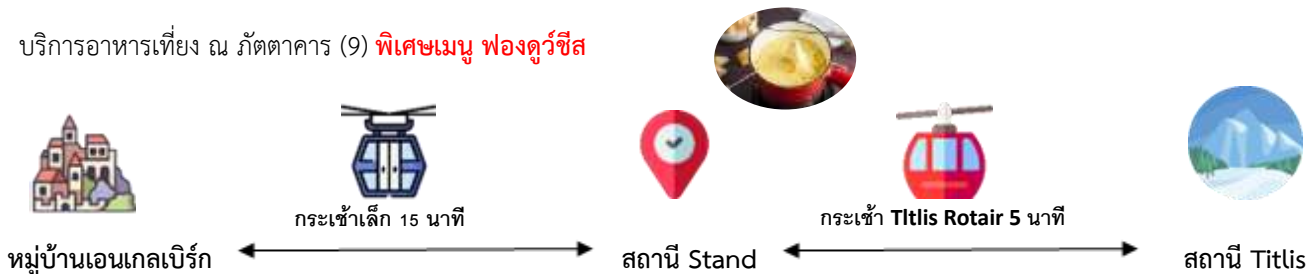 บริการอาหารเที่ยง ณ ภัตตาคาร (9) พิเศษเมนู ฟองดูว์ชีส
กระเช้าเล็ก 15 นาที
กระเช้า Tltlis Rotair 5 นาที
หมู่บ้านเอนเกลเบิร์ก
สถานี Stand
สถานี Titlis